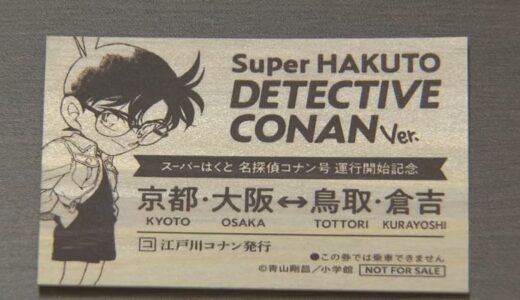 Super HAKUTO
DETECTIVE
CONAN Ver.
スーパーはくと 名探偵コナン号 運行開始記念
京都・大阪↔鳥取・倉吉
KYOTO OSAKA TOTTORI KURAYOSHI
コ 江戸川コナン発行
●この券では乗車できません
©青山剛昌／小学館 NOT FOR SALE